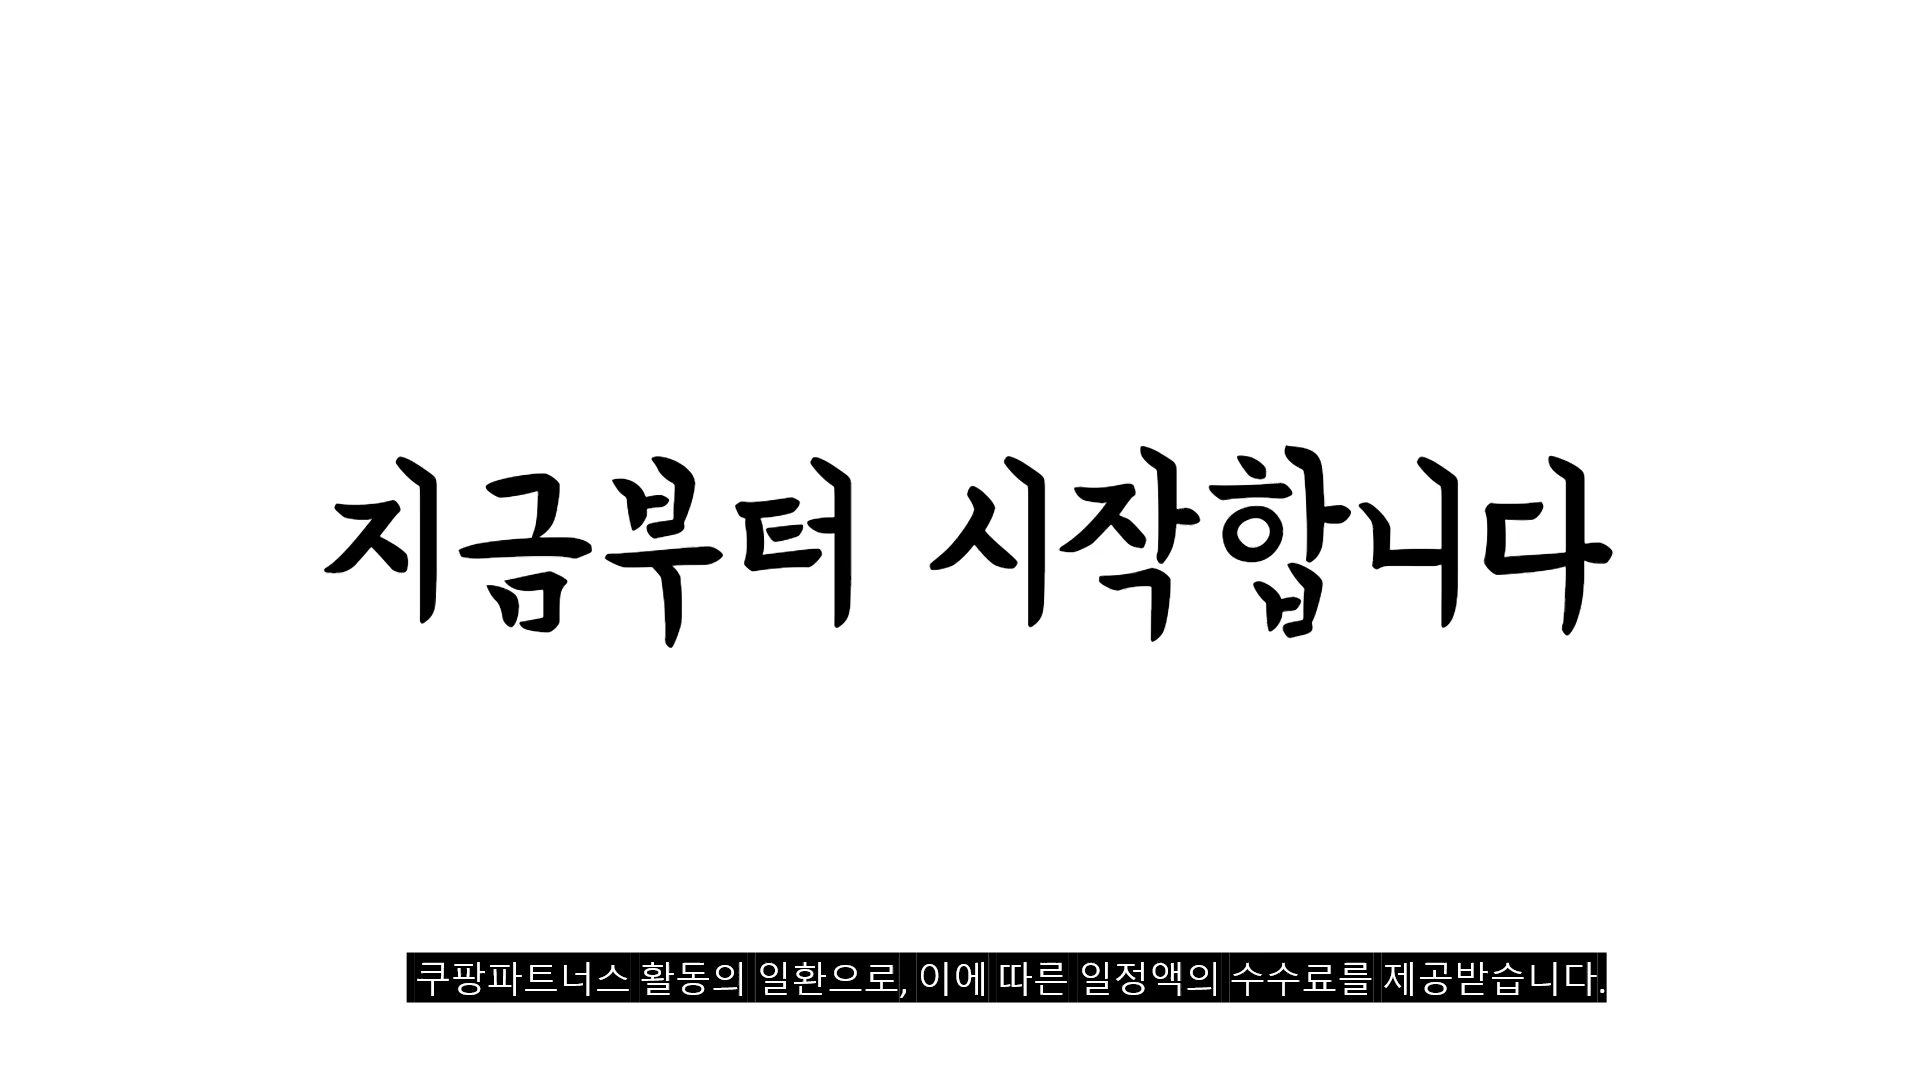 지금부터 시작합니다
쿠팡파트너스 활동의 일환으로, 이에 따른 일정액의 수수료를 제공받습니다.